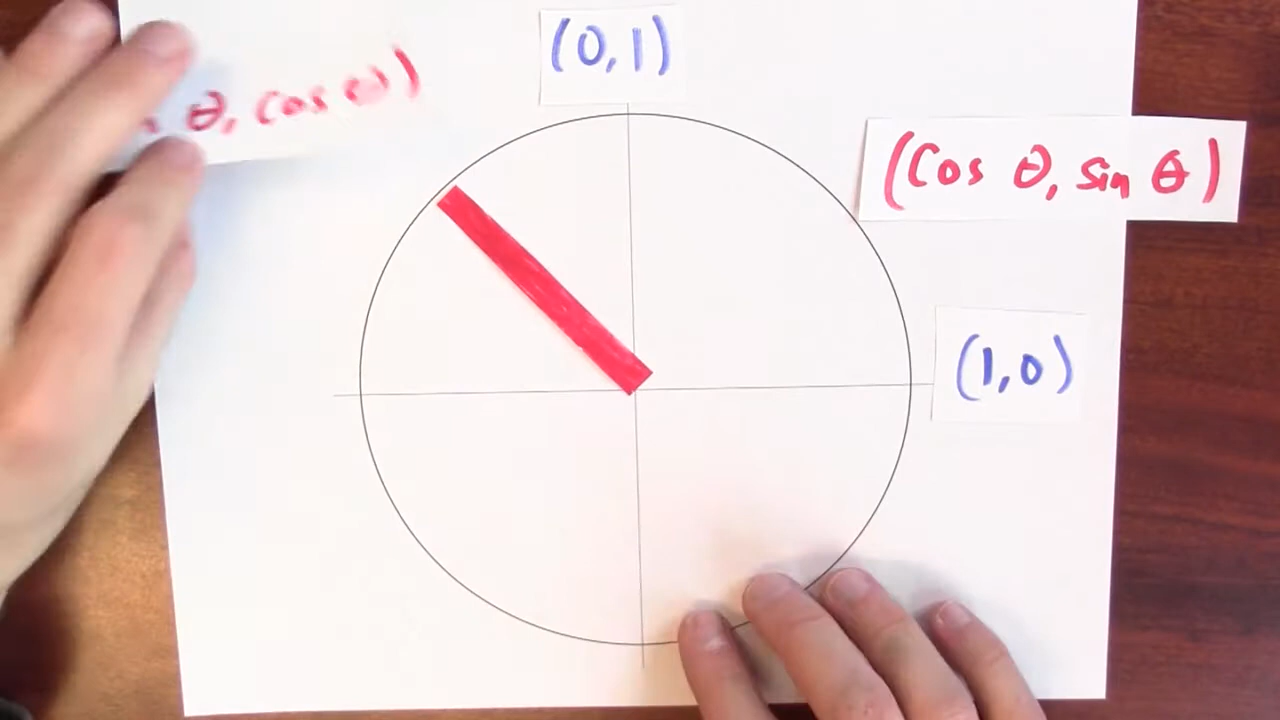 (0,1)
θ, cos θ)
(cos θ, sin θ)
(1,0)